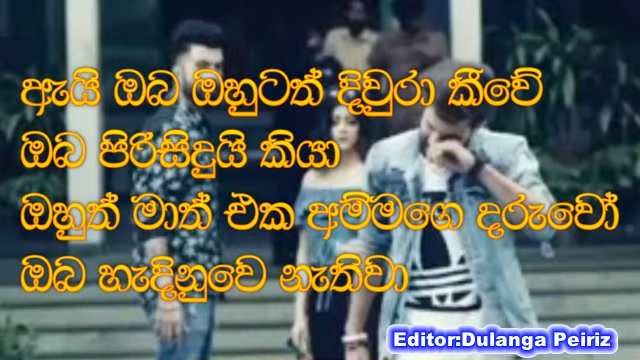 ඇයි ඔබ ඔහුටත් දිවුරා කීවේ
ඔබ පිරිසිදුයි කියා
ඔහුත් මාත් එක අම්මගෙ දරුවෝ
ඔබ හැදිනුවෙ නැතිවා
Editor:Dulanga Peiriz